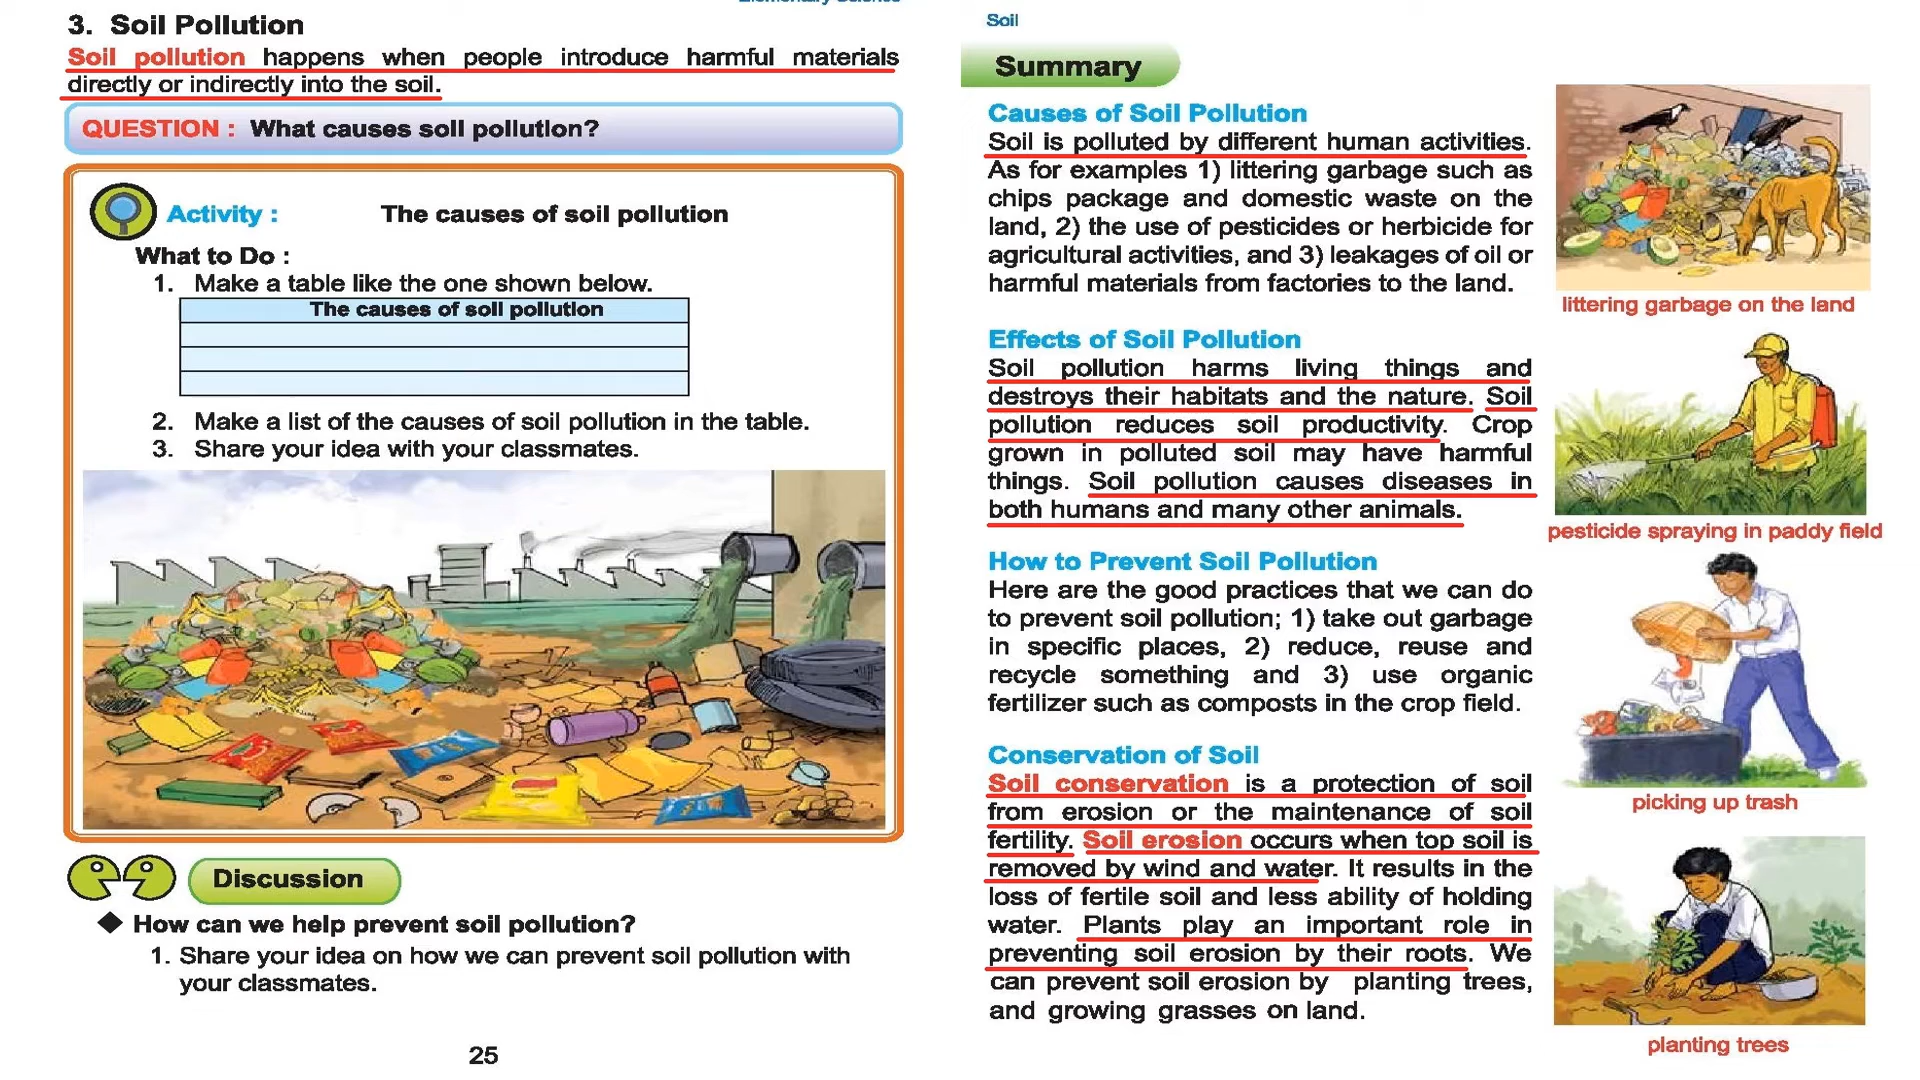 3. Soil Pollution
Soil pollution happens when people introduce harmful materials
directly or indirectly into the soil.
QUESTION : What causes soil pollution?
Activity : The causes of soil pollution
What to Do :
1. Make a table like the one shown below.
The causes of soil pollution
2. Make a list of the causes of soil pollution in the table.
3. Share your idea with your classmates.
Discussion
How can we help prevent soil pollution?
1. Share your idea on how we can prevent soil pollution with
your classmates.
25
Soil
Summary
Causes of Soil Pollution
Soil is polluted by different human activities.
As for examples 1) littering garbage such as
chips package and domestic waste on the
land, 2) the use of pesticides or herbicide for
agricultural activities, and 3) leakages of oil or
harmful materials from factories to the land.
littering garbage on the land
Effects of Soil Pollution
Soil pollution harms living things and
destroys their habitats and the nature. Soil
pollution reduces soil productivity. Crop
grown in polluted soil may have harmful
things. Soil pollution causes diseases in
both humans and many other animals.
pesticide spraying in paddy field
How to Prevent Soil Pollution
Here are the good practices that we can do
to prevent soil pollution; 1) take out garbage
in specific places, 2) reduce, reuse and
recycle something and 3) use organic
fertilizer such as composts in the crop field.
picking up trash
Conservation of Soil
Soil conservation is a protection of soil
from erosion or the maintenance of soil
fertility. Soil erosion occurs when top soil is
removed by wind and water. It results in the
loss of fertile soil and less ability of holding
water. Plants play an important role in
preventing soil erosion by their roots. We
can prevent soil erosion by planting trees,
and growing grasses on land.
planting trees